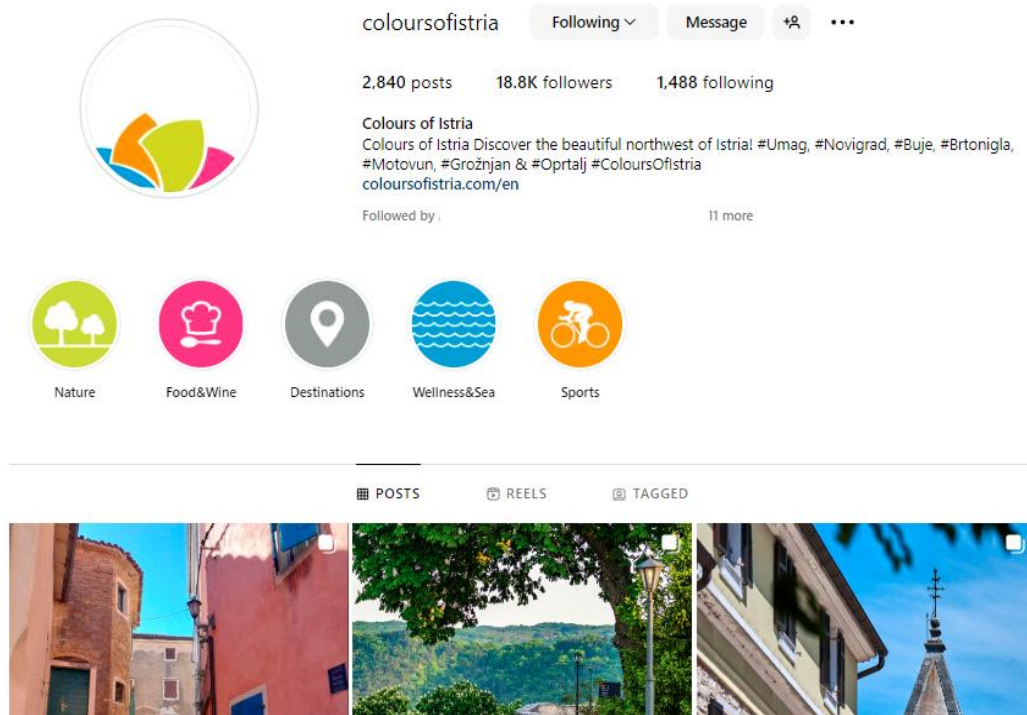 coloursofistria Following Message
2,840 posts 18.8K followers 1,488 following
Colours of Istria
Colours of Istria Discover the beautiful northwest of Istria! #Umag, #Novigrad, #Buje, #Brtonigla,
#Motovun, #Grožnjan & #Oprtalj #ColoursOfIstria
coloursofistria.com/en
Followed by 11 more
Nature Food&Wine Destinations Wellness&Sea Sports
POSTS REELS TAGGED